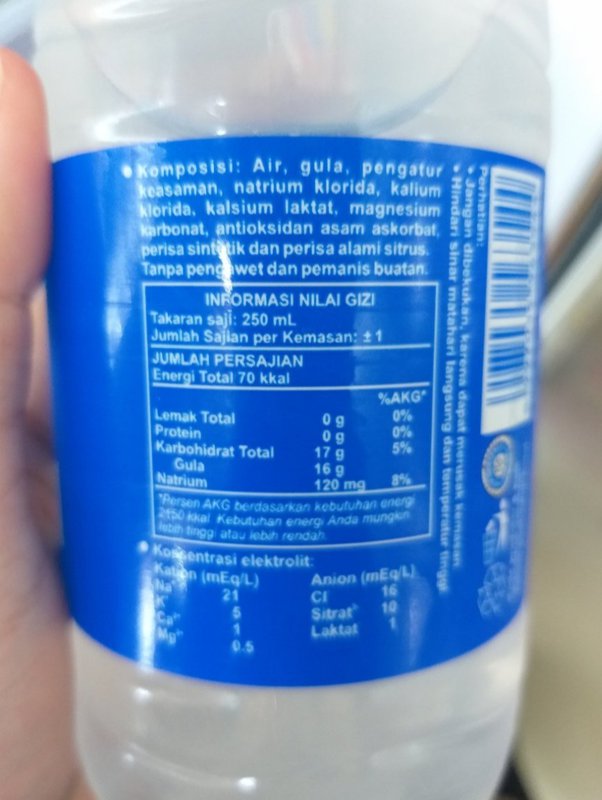 • Komposisi: Air, gula, pengatur
keasaman, natrium klorida, kalium
klorida, kalsium laktat, magnesium
karbonat, antioksidan asam askorbat,
perisa sintetik dan perisa alami sitrus.
Tanpa pengawet dan pemanis buatan.
INFORMASI NILAI GIZI
Takaran saji: 250 mL
Jumlah Sajian per Kemasan: ±1
JUMLAH PERSAJIAN
Energi Total 70 kkal
%AKG*
Lemak Total 0 g 0%
Protein 0 g 0%
Karbohidrat Total 17 g 5%
Gula 16 g
Natrium 120 mg 8%
*Persen AKG berdasarkan kebutuhan energi
2150 kkal. Kebutuhan energi Anda mungkin
lebih tinggi atau lebih rendah.
• Konsentrasi elektrolit:
Kation (mEq/L) Anion (mEq/L)
Na⁺ 21 Cl⁻ 16
K⁺ 5 Sitrat³⁻ 10
Ca²⁺ 1 Laktat⁻ 1
Mg²⁺ 0.5
Perhatian:
• Jangan dibekukan, karena dapat merusak kemasan
• Hindari sinar matahari langsung dan temperatur tinggi